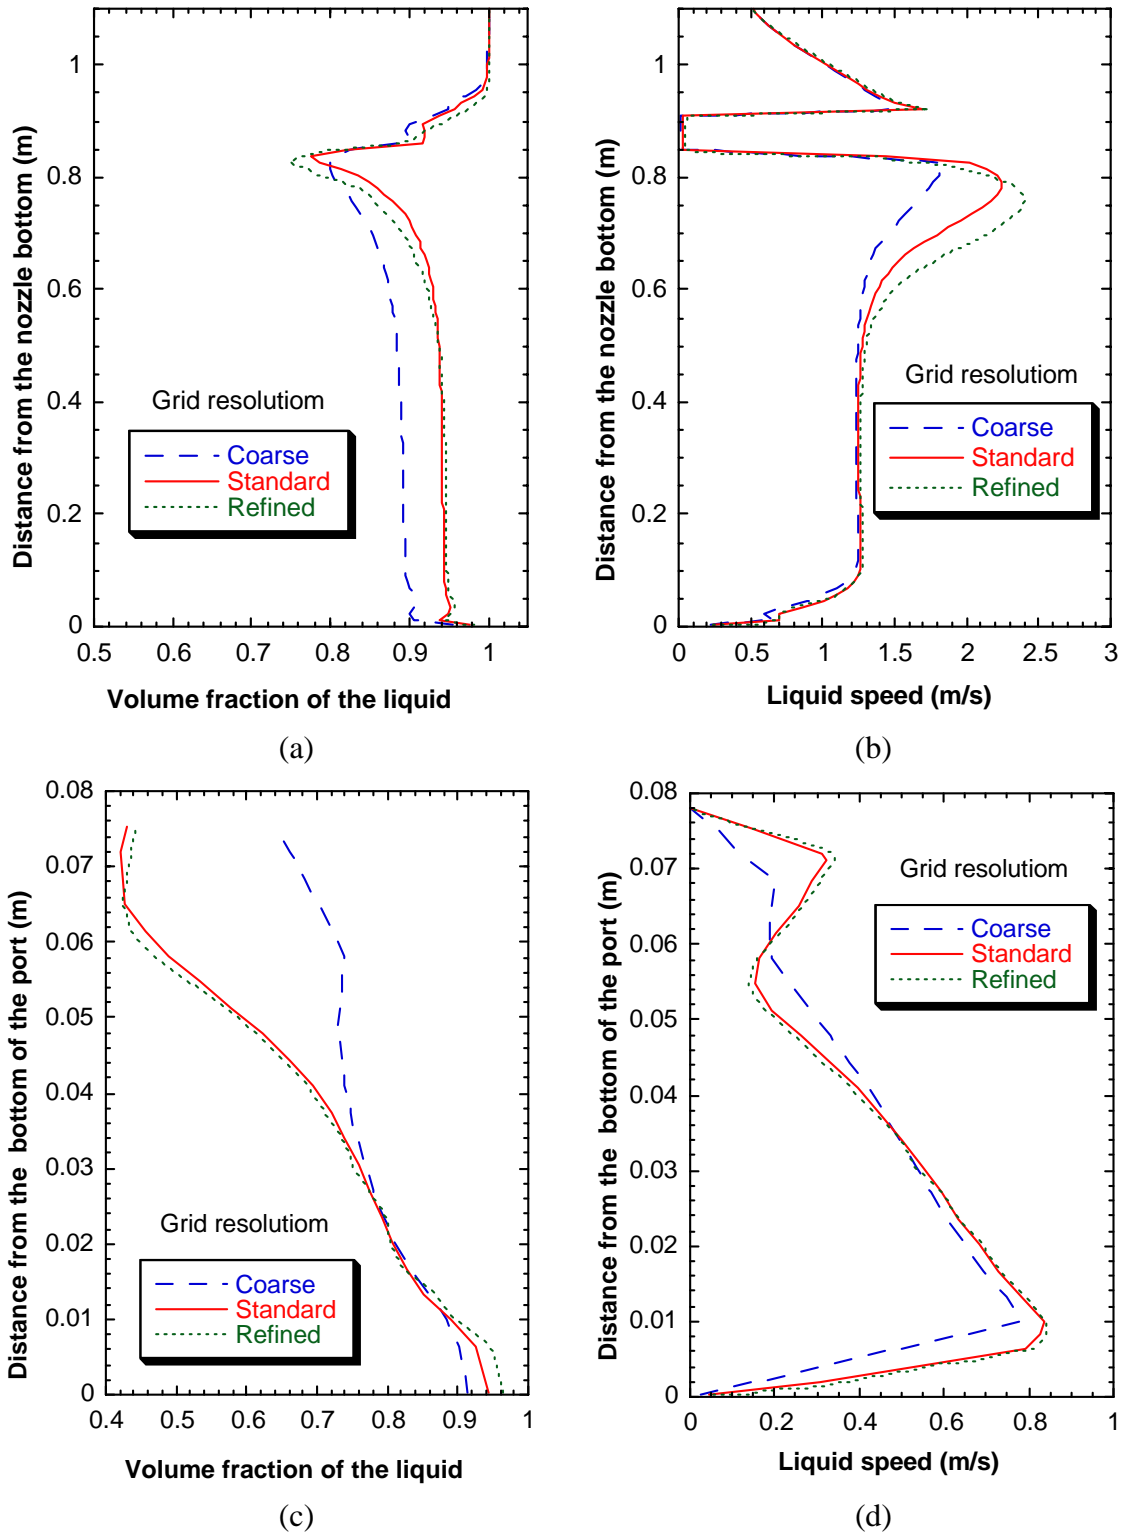 Distance from the nozzle bottom (m)
1
0.8
0.6
0.4
0.2
0
Grid resolutiom
Coarse
Standard
Refined
0.5 0.6 0.7 0.8 0.9 1
Volume fraction of the liquid
(a)
Distance from the nozzle bottom (m)
1
0.8
0.6
0.4
0.2
0
Grid resolutiom
Coarse
Standard
Refined
0 0.5 1 1.5 2 2.5 3
Liquid speed (m/s)
(b)
Distance from the bottom of the port (m)
0.08
0.07
0.06
0.05
0.04
0.03
0.02
0.01
0
Grid resolutiom
Coarse
Standard
Refined
0.4 0.5 0.6 0.7 0.8 0.9 1
Volume fraction of the liquid
(c)
Distance from the bottom of the port (m)
0.08
0.07
0.06
0.05
0.04
0.03
0.02
0.01
0
Grid resolutiom
Coarse
Standard
Refined
0 0.2 0.4 0.6 0.8 1
Liquid speed (m/s)
(d)